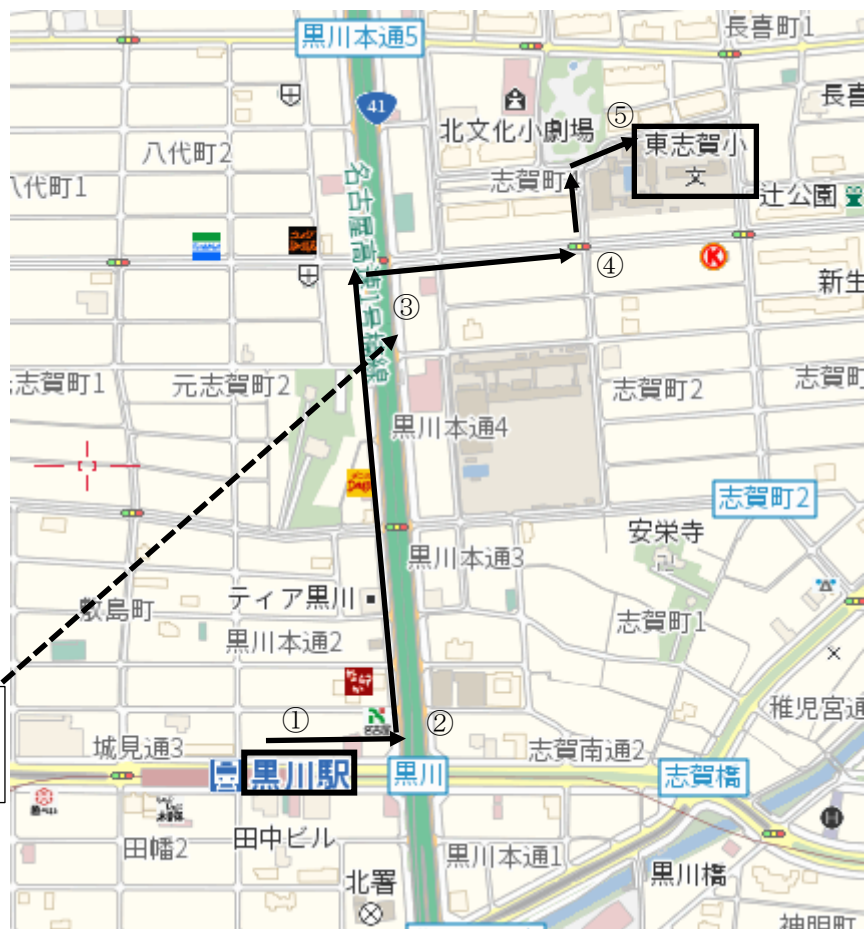 黒川本通5
長喜町1
41
北文化小劇場
⑤
東志賀小
文
八代町2
八代町1
志賀町4
辻公園
名古屋高速1号楠線
K
④
③
新生
元志賀町2
志賀町1
志賀町2
志賀町
黒川本通4
志賀町2
安栄寺
黒川本通3
敷島町
ティア黒川
黒川本通2
志賀町1
①
②
稚児宮通
城見通3
志賀南通2
黒川駅
黒川
志賀橋
田幡2
田中ビル
黒川本通1
黒川橋
H
北署
神明町